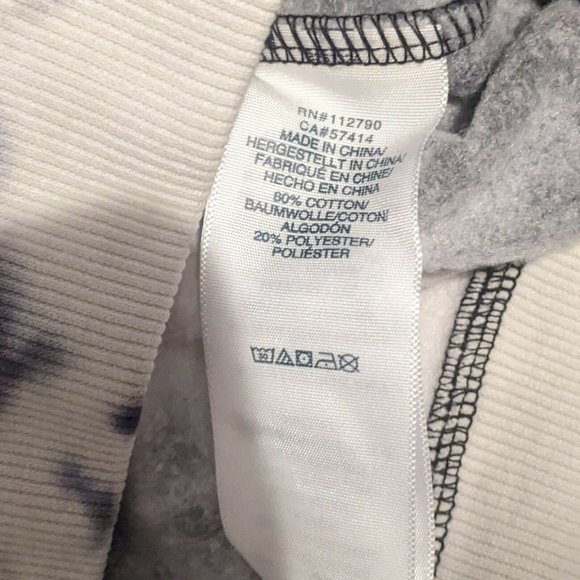 RN#112790
CA#57414
MADE IN CHINA/
HERGESTELLT IN CHINA/
FABRIQUÉ EN CHINE/
HECHO EN CHINA
80% COTTON/
BAUMWOLLE/COTON/
ALGODÓN
20% POLYESTER/
POLIÉSTER